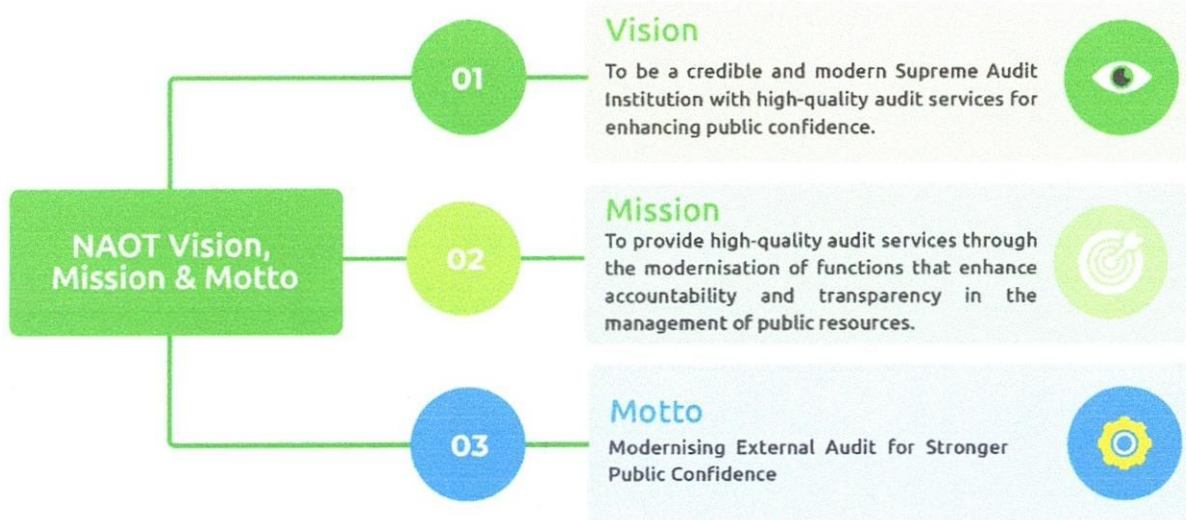 NAOT Vision,
Mission & Motto
01
Vision
To be a credible and modern Supreme Audit
Institution with high-quality audit services for
enhancing public confidence.
02
Mission
To provide high-quality audit services through
the modernisation of functions that enhance
accountability and transparency in the
management of public resources.
03
Motto
Modernising External Audit for Stronger
Public Confidence